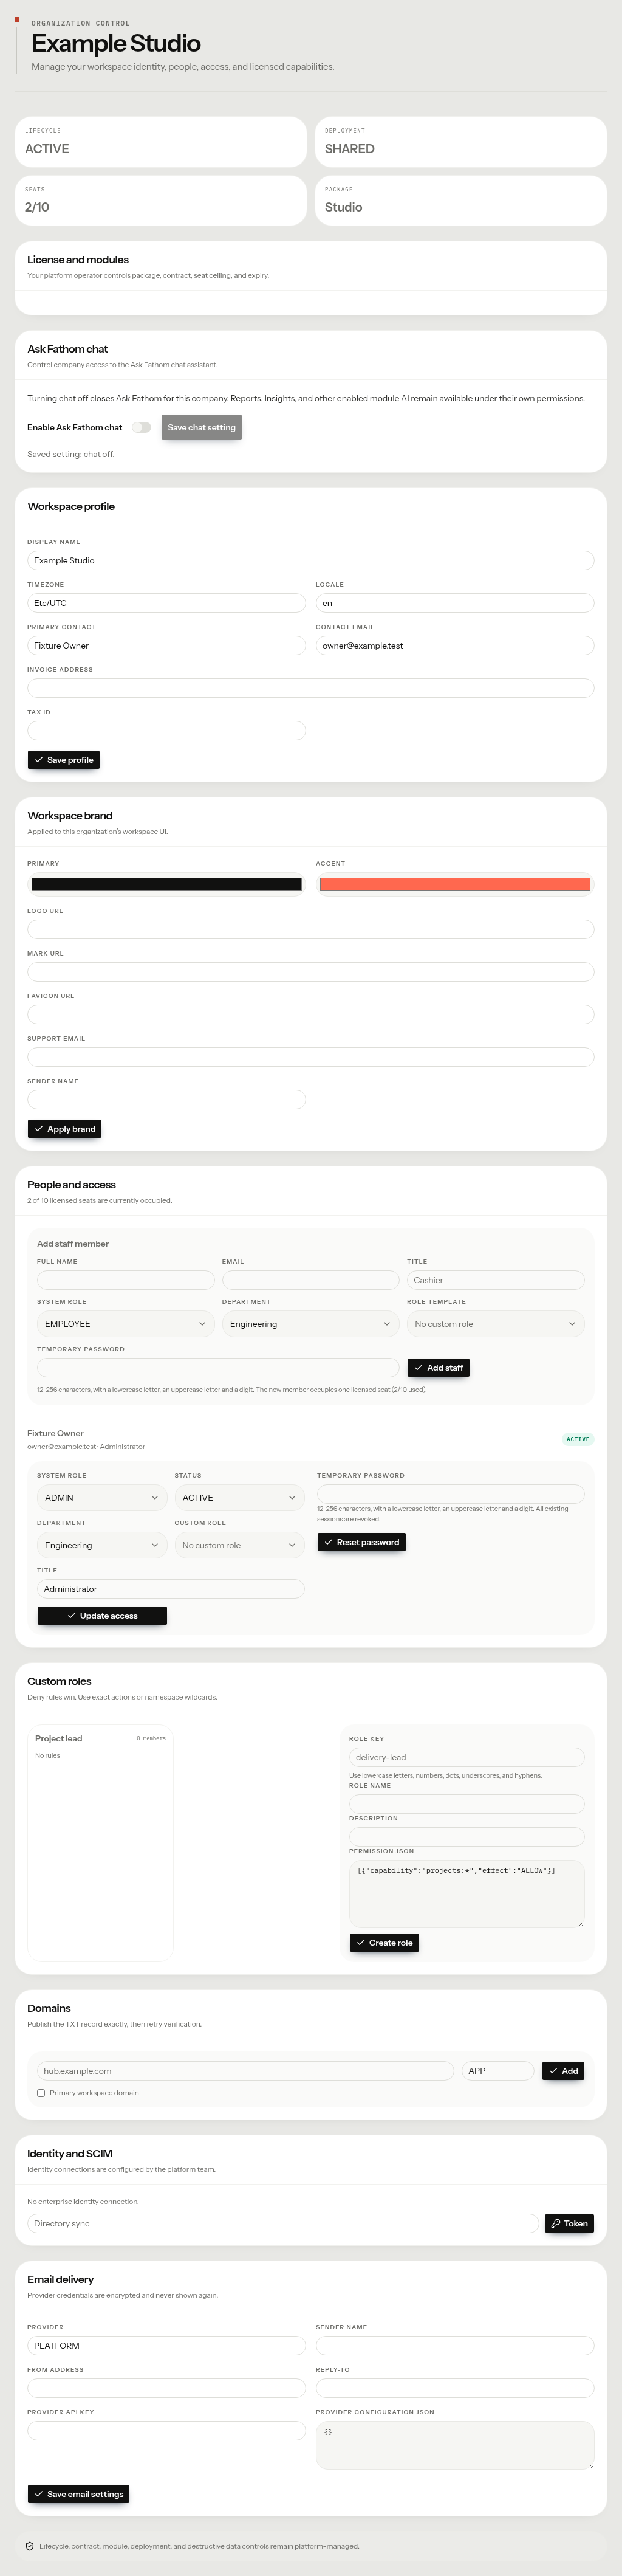 ORGANIZATION CONTROL
Example Studio
Manage your workspace identity, people, access, and licensed capabilities.
LIFECYCLE
ACTIVE
DEPLOYMENT
SHARED
SEATS
2/10
PACKAGE
Studio
License and modules
Your platform operator controls package, contract, seat ceiling, and expiry.
Ask Fathom chat
Control company access to the Ask Fathom chat assistant.
Turning chat off closes Ask Fathom for this company. Reports, Insights, and other enabled module AI remain available under their own permissions.
Enable Ask Fathom chat
Save chat setting
Saved setting: chat off.
Workspace profile
DISPLAY NAME
Example Studio
TIMEZONE
LOCALE
Etc/UTC
en
PRIMARY CONTACT
CONTACT EMAIL
Fixture Owner
owner@example.test
INVOICE ADDRESS
TAX ID
Save profile
Workspace brand
Applied to this organization's workspace UI.
PRIMARY
ACCENT
LOGO URL
MARK URL
FAVICON URL
SUPPORT EMAIL
SENDER NAME
Apply brand
People and access
2 of 10 licensed seats are currently occupied.
Add staff member
FULL NAME
EMAIL
TITLE
Cashier
SYSTEM ROLE
DEPARTMENT
ROLE TEMPLATE
EMPLOYEE
Engineering
No custom role
TEMPORARY PASSWORD
Add staff
12-256 characters, with a lowercase letter, an uppercase letter and a digit. The new member occupies one licensed seat (2/10 used).
Fixture Owner
owner@example.test · Administrator
ACTIVE
SYSTEM ROLE
STATUS
ADMIN
ACTIVE
DEPARTMENT
CUSTOM ROLE
Engineering
No custom role
TITLE
Administrator
Update access
TEMPORARY PASSWORD
12-256 characters, with a lowercase letter, an uppercase letter and a digit. All existing
sessions are revoked.
Reset password
Custom roles
Deny rules win. Use exact actions or namespace wildcards.
Project lead
0 members
No rules
ROLE KEY
delivery-lead
Use lowercase letters, numbers, dots, underscores, and hyphens.
ROLE NAME
DESCRIPTION
PERMISSION JSON
[{"capability":"projects:*","effect":"ALLOW"}]
Create role
Domains
Publish the TXT record exactly, then retry verification.
hub.example.com
APP
Add
Primary workspace domain
Identity and SCIM
Identity connections are configured by the platform team.
No enterprise identity connection.
Directory sync
Token
Email delivery
Provider credentials are encrypted and never shown again.
PROVIDER
SENDER NAME
PLATFORM
FROM ADDRESS
REPLY-TO
PROVIDER API KEY
PROVIDER CONFIGURATION JSON
{}
Save email settings
Lifecycle, contract, module, deployment, and destructive data controls remain platform-managed.